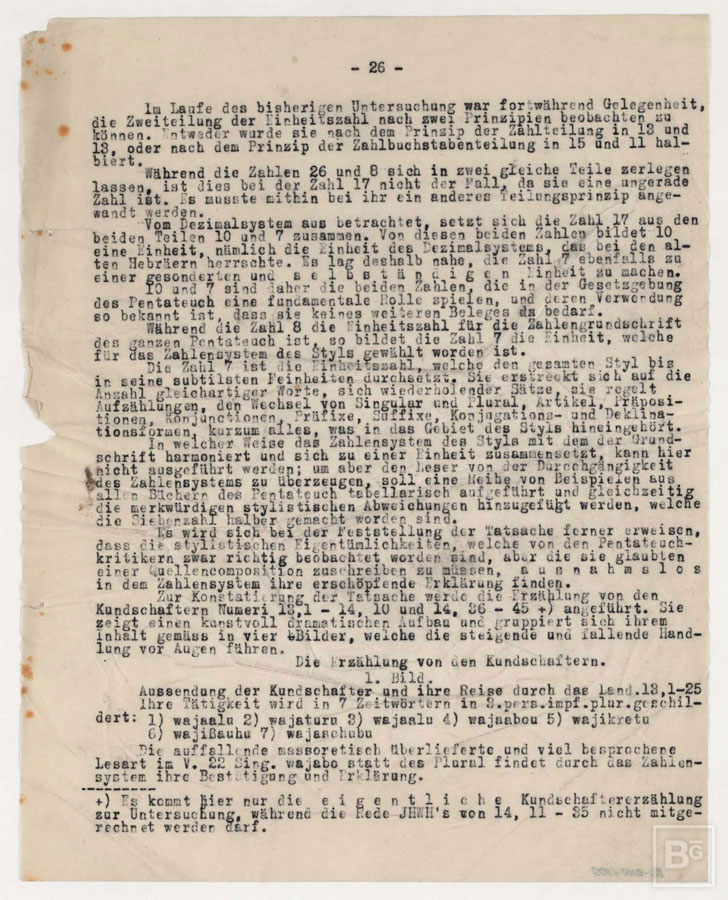 - 26 -
Im Laufe des bisherigen Untersuchung war fortwährend Gelegenheit,
die Zweiteilung der Einheitszahl nach zwei Prinzipien beobachten zu
können. Entweder wurde sie nach dem Prinzip der Zahlteilung in 13 und
13, oder nach dem Prinzip der Zahlbuchstabenteilung in 15 und 11 hal-
biert.
Während die Zahlen 26 und 8 sich in zwei gleiche Teile zerlegen
lassen, ist dies bei der Zahl 17 nicht der Fall, da sie eine ungerade
Zahl ist. Es musste mithin bei ihr ein anderes Teilungsprinzip ange-
wandt werden.
Vom Dezimalsystem aus betrachtet, setzt sich die Zahl 17 aus den
beiden Teilen 10 und 7 zusammen. Von diesen beiden Zahlen bildet 10
eine Einheit, nämlich die Einheit des Dezimalsystems, das bei den al-
ten Hebräern herrschte. Es lag deshalb nahe, die Zahl 7 ebenfalls zu
einer gesonderten und s e l b s t ä n d i g e n Einheit zu machen.
10 und 7 sind daher die beiden Zahlen, die in der Gesetzgebung
des Pentateuch eine fundamentale Rolle spielen, und deren Verwendung
so bekannt ist, dass sie keines weiteren Beleges da bedarf.
Während die Zahl 8 die Einheitszahl für die Zahlengrundschrift
des ganzen Pentateuch ist, so bildet die Zahl 7 die Einheit, welche
für das Zahlensystem des Styls gewählt worden ist.
Die Zahl 7 ist die Einheitszahl, welche den gesamten Styl bis
in seine subtilsten Feinheiten durchsetzt. Sie erstreckt sich auf die
Anzahl gleichartiger Worte, sich wiederholender Sätze, sie regelt
Aufzählungen, den Wechsel von Singular und Plural, Artikel, Präposi-
tionen, Konjunctionen, Präfixe, Suffixe, Konjugations- und Deklina-
tionsformen, kurzum alles, was in das Gebiet des Styls hineingehört.
In welcher Weise das Zahlensystem des Styls mit dem der Grund-
schrift harmoniert und sich zu einer Einheit zusammensetzt, kann hier
nicht ausgeführt werden; um aber den Leser von der Durchgängigkeit
des Zahlensystems zu überzeugen, soll eine Reihe von Beispielen aus
allen Büchern des Pentateuch tabellarisch aufgeführt und gleichzeitig
die merkwürdigen stylistischen Abweichungen hinzugefügt werden, welche
die Siebenzahl halber gemacht worden sind.
Es wird sich bei der Feststellung der Tatsache ferner erweisen,
dass die stylistischen Eigentümlichkeiten, welche von den Pentateuch-
kritikern zwar richtig beobachtet worden sind, aber die sie glaubten
einer Quellencomposition zuschreiben zu müssen, a u s n a h m s l o s
in dem Zahlensystem ihre erschöpfende Erklärung finden.
Zur Konstatierung der Tatsache werde die Erzählung von den
Kundschaftern Numeri 13,1 - 14, 10 und 14, 36 - 45 +) angeführt. Sie
zeigt einen kunstvoll dramatischen Aufbau und gruppiert sich ihrem
Inhalt gemäss in vier Bilder, welche die steigende und fallende Hand-
lung vor Augen führen.
Die Erzählung von den Kundschaftern.
1. Bild.
Aussendung der Kundschafter und ihre Reise durch das Land.13,1-25
Ihre Tätigkeit wird in 7 Zeitwörtern in 3.pers.impf.plur.geschil-
dert: 1) wajaalu 2) wajaturu 3) wajaalu 4) wajaabou 5) wajikretu
6) wajißauhu 7) wajaschubu
Die auffallende massoretisch überlieferte und viel besprochene
Lesart im V. 22 Sing. wajabo statt des Plural findet durch das Zahlen-
system ihre Bestätigung und Erklärung.
+) Es kommt hier nur die e i g e n t l i c h e Kundschaftererzählung
zur Untersuchung, während die Rede JHWH's von 14, 11 - 35 nicht mitge-
rechnet werden darf.
BG